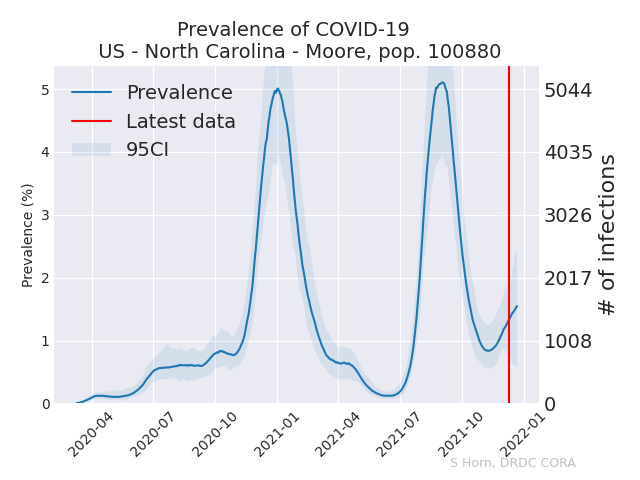 Prevalence of COVID-19
US - North Carolina - Moore, pop. 100880
Prevalence
Latest data
95CI
Prevalence (%)
5
4
3
2
1
0
5044
4035
3026
2017
1008
0
# of infections
2020-04
2020-07
2020-10
2021-01
2021-04
2021-07
2021-10
2022-01
S Horn, DRDC CORA